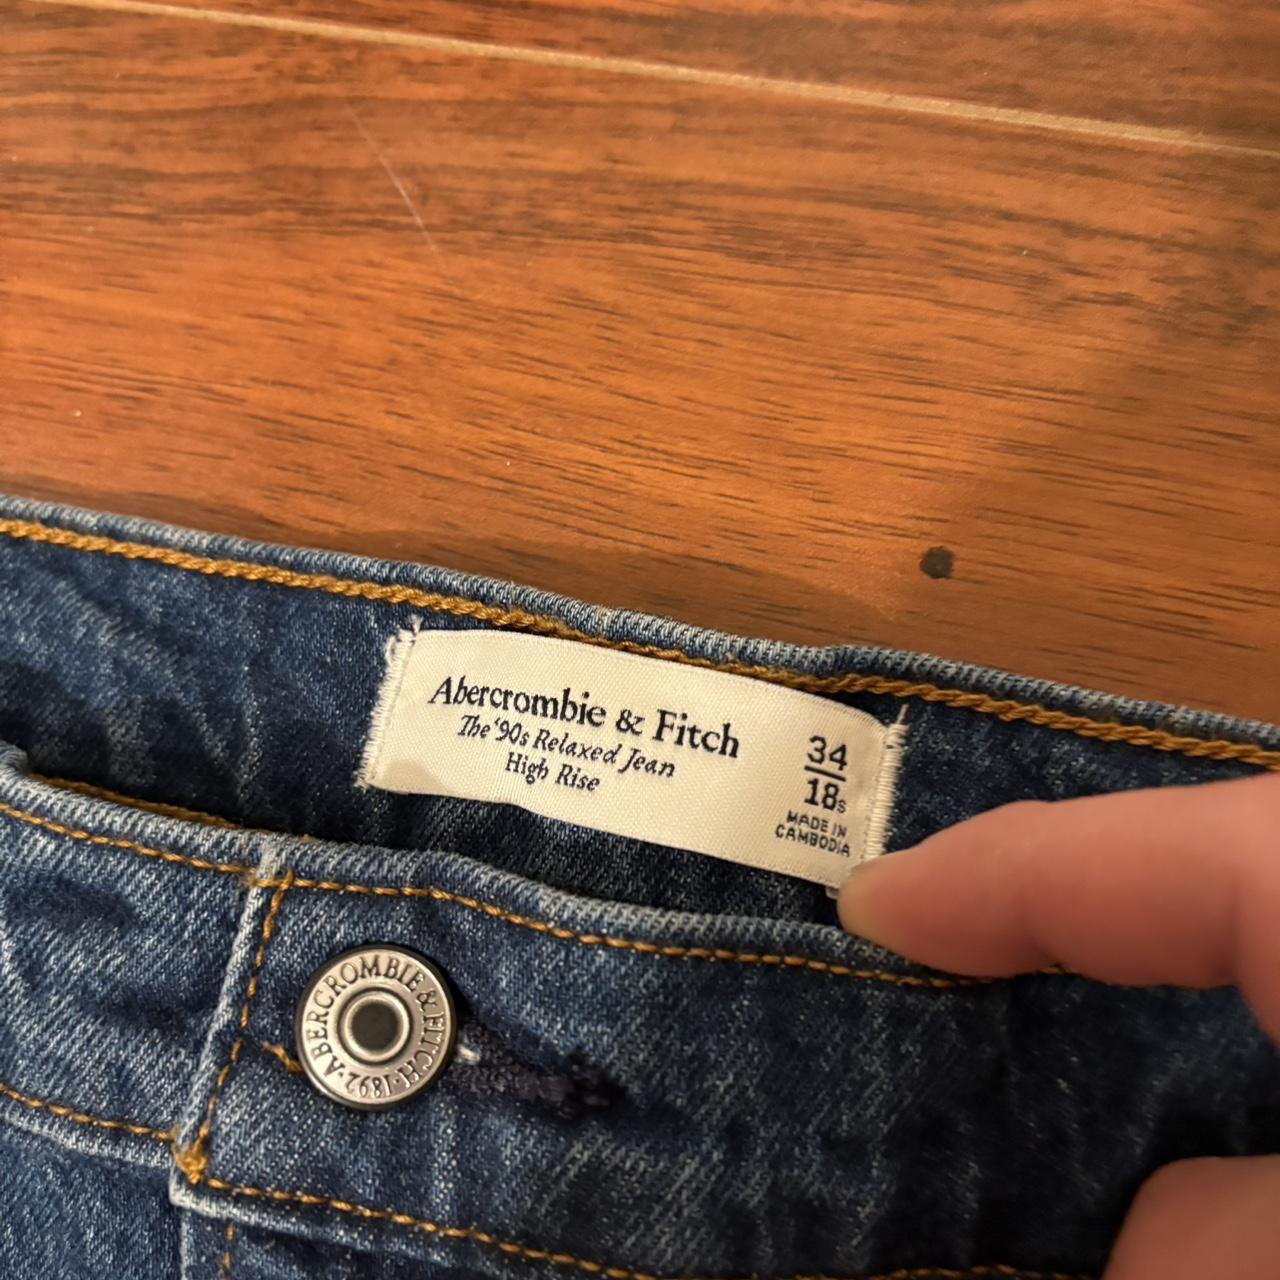 Abercrombie & Fitch
The '90s Relaxed Jean
High Rise
34
18s
MADE IN
CAMBODIA
ABERCROMBIE & FITCH · 1892 ·